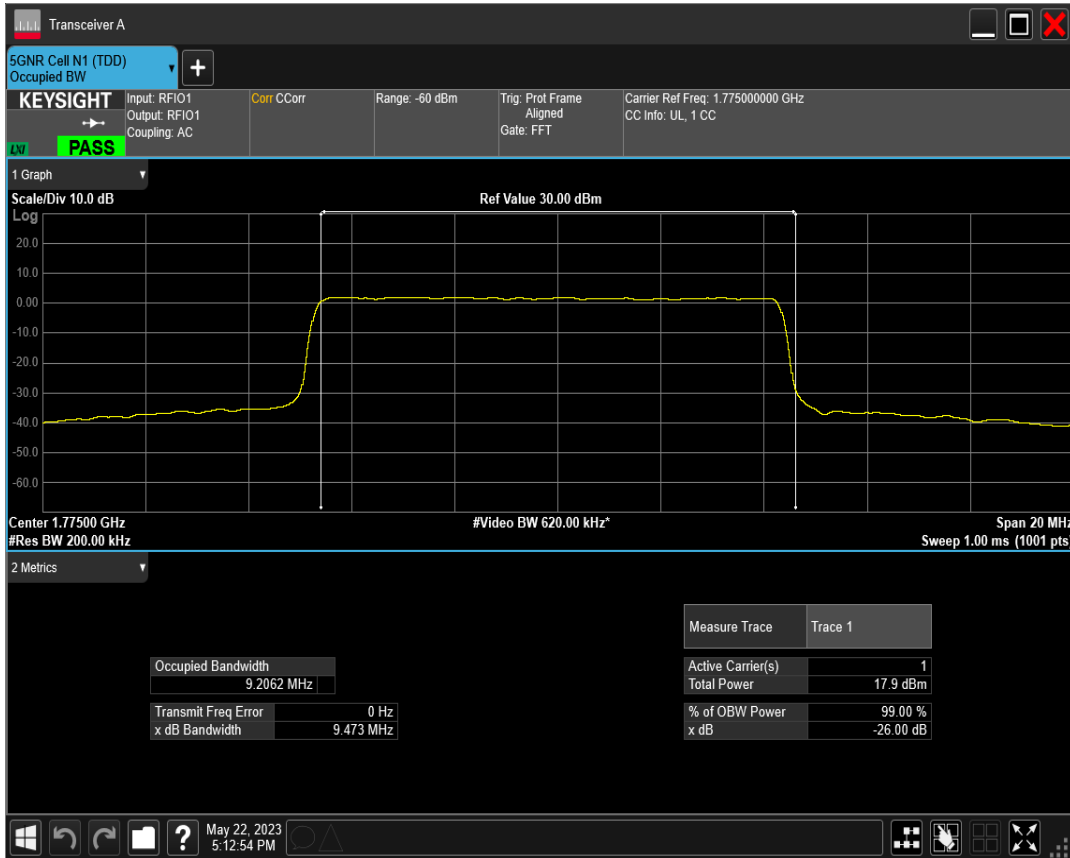 Transceiver A
5GNR Cell N1 (TDD)
Occupied BW
+
KEYSIGHT
LXI
PASS
Input: RFIO1
Output: RFIO1
Coupling: AC
Corr CCorr
Range: -60 dBm
Trig: Prot Frame
Aligned
Gate: FFT
Carrier Ref Freq: 1.775000000 GHz
CC Info: UL, 1 CC
1 Graph
Scale/Div 10.0 dB
Ref Value 30.00 dBm
Log
20.0
10.0
0.00
-10.0
-20.0
-30.0
-40.0
-50.0
-60.0
Center 1.77500 GHz
#Video BW 620.00 kHz*
Span 20 MHz
#Res BW 200.00 kHz
Sweep 1.00 ms (1001 pts)
2 Metrics
Measure Trace Trace 1
Occupied Bandwidth
9.2062 MHz
Active Carrier(s) 1
Total Power 17.9 dBm
Transmit Freq Error 0 Hz
x dB Bandwidth 9.473 MHz
% of OBW Power 99.00 %
x dB -26.00 dB
?
May 22, 2023
5:12:54 PM